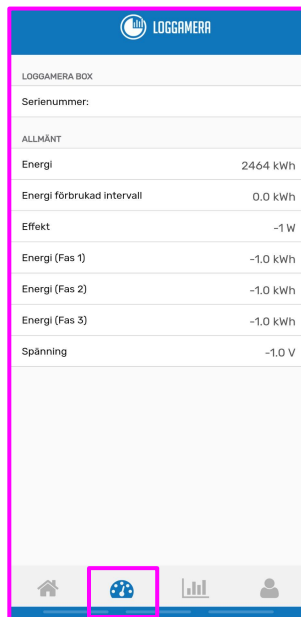 LOGGAMERA
LOGGAMERA BOX
Serienummer:
ALLMÄNT
Energi 2464 kWh
Energi förbrukad intervall 0.0 kWh
Effekt -1 W
Energi (Fas 1) -1.0 kWh
Energi (Fas 2) -1.0 kWh
Energi (Fas 3) -1.0 kWh
Spänning -1.0 V